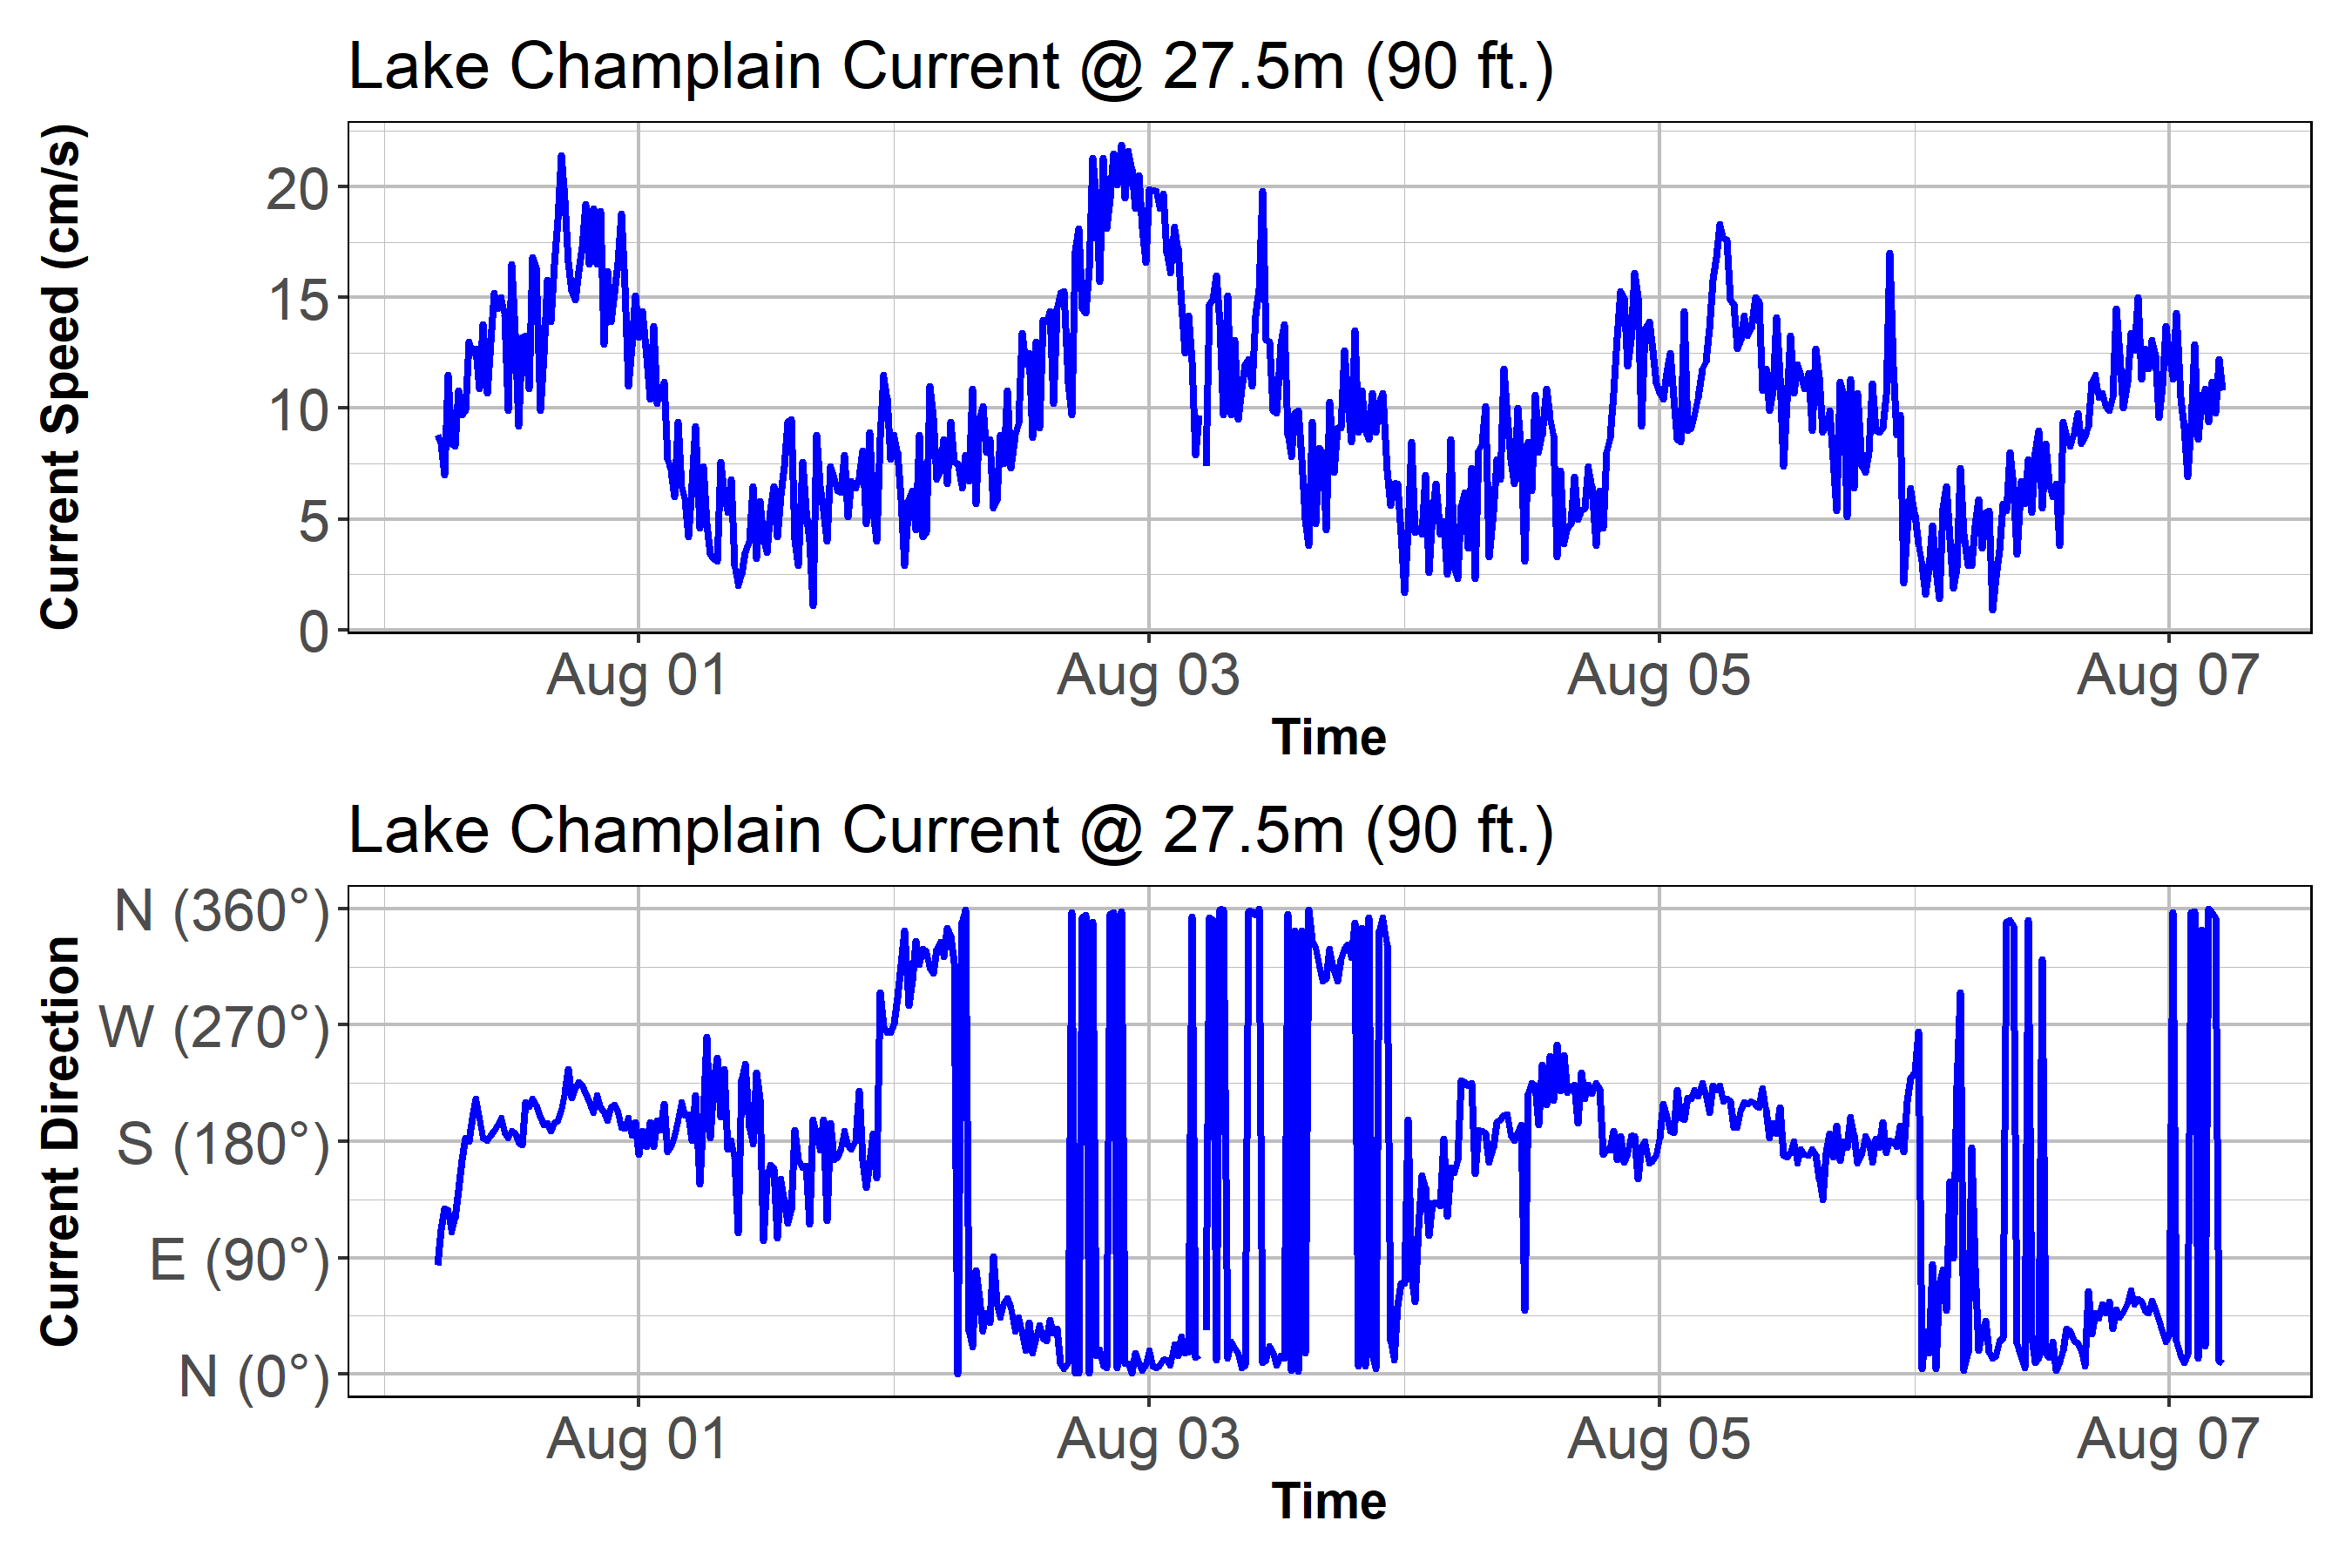 Lake Champlain Current @ 27.5m (90 ft.)
Current Speed (cm/s)
20
15
10
5
0
Aug 01 Aug 03 Aug 05 Aug 07
Time
Lake Champlain Current @ 27.5m (90 ft.)
Current Direction
N (360°)
W (270°)
S (180°)
E (90°)
N (0°)
Aug 01 Aug 03 Aug 05 Aug 07
Time